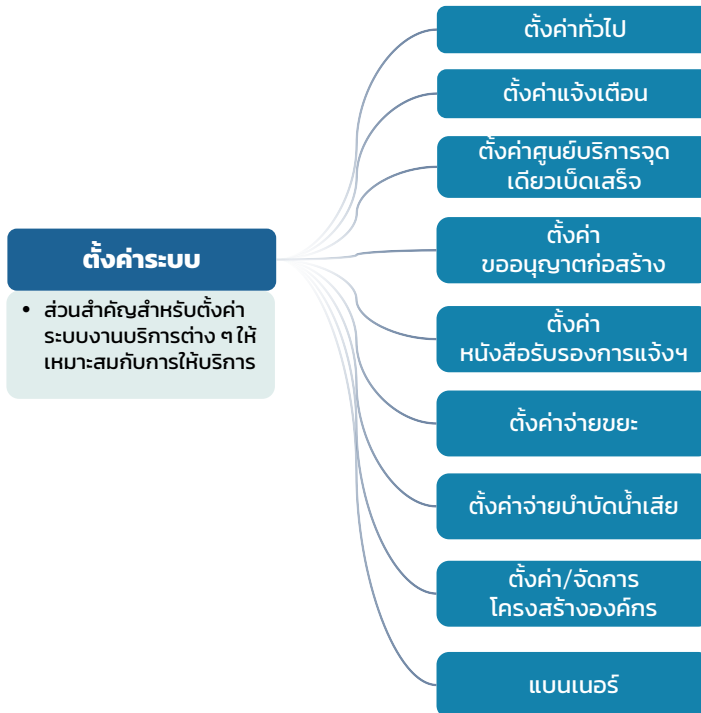 ตั้งค่าระบบ
• ส่วนสำคัญสำหรับตั้งค่า
ระบบงานบริการต่าง ๆ ให้
เหมาะสมกับการให้บริการ
ตั้งค่าทั่วไป
ตั้งค่าแจ้งเตือน
ตั้งค่าศูนย์บริการจุด
เดียวเบ็ดเสร็จ
ตั้งค่า
ขออนุญาตก่อสร้าง
ตั้งค่า
หนังสือรับรองการแจ้งฯ
ตั้งค่าจ่ายขยะ
ตั้งค่าจ่ายบำบัดน้ำเสีย
ตั้งค่า/จัดการ
โครงสร้างองค์กร
แบนเนอร์